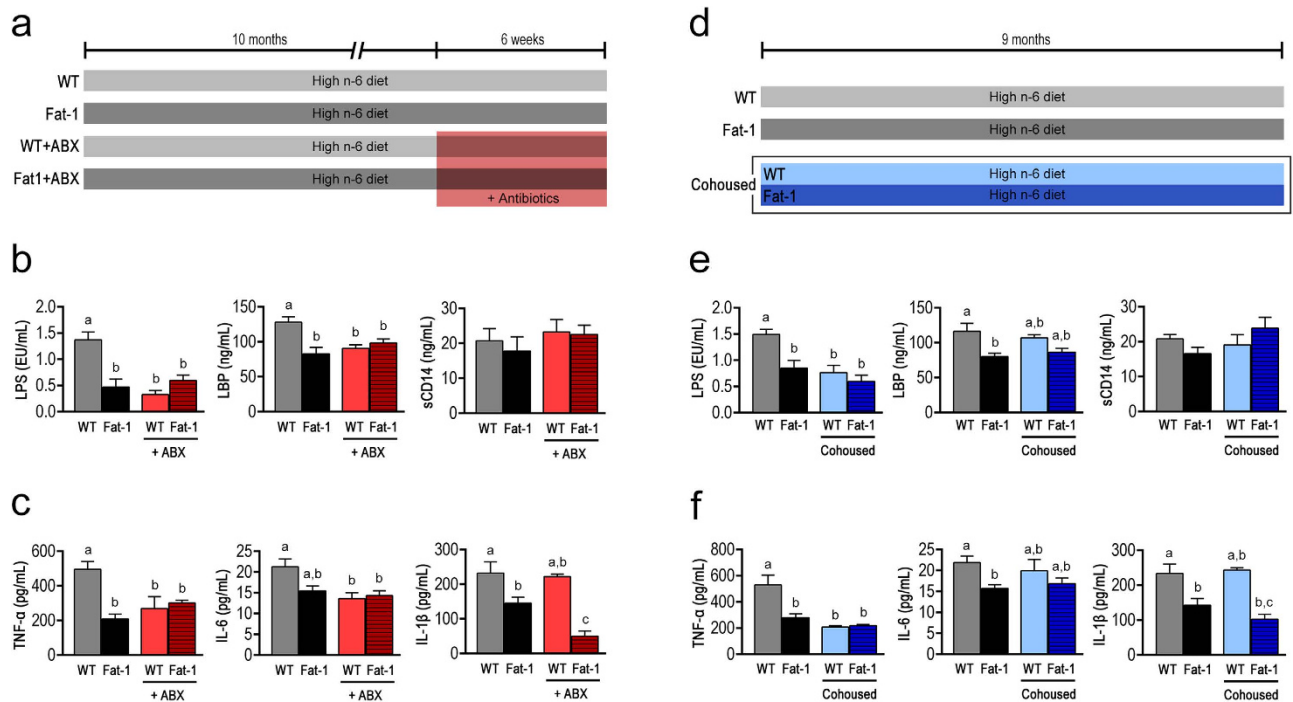 a
10 months
6 weeks
WT
High n-6 diet
Fat-1
High n-6 diet
WT+ABX
High n-6 diet
Fat1+ABX
High n-6 diet
+ Antibiotics
d
9 months
WT
High n-6 diet
Fat-1
High n-6 diet
Cohoused
WT
High n-6 diet
Fat-1
High n-6 diet
b
LPS (EU/mL)
2.0
1.5
1.0
0.5
0.0
a
b
b
b
WT Fat-1 WT Fat-1
+ ABX
LBP (ng/mL)
150
100
50
0
a
b
b
b
WT Fat-1 WT Fat-1
+ ABX
sCD14 (ng/mL)
30
20
10
0
WT Fat-1 WT Fat-1
+ ABX
e
LPS (EU/mL)
2.0
1.5
1.0
0.5
0.0
a
b
b
b
WT Fat-1 WT Fat-1
Cohoused
LBP (ng/mL)
150
100
50
0
a
b
a,b
a,b
WT Fat-1 WT Fat-1
Cohoused
sCD14 (ng/mL)
30
20
10
0
WT Fat-1 WT Fat-1
Cohoused
c
TNF-α (pg/mL)
600
400
200
0
a
b
b
b
WT Fat-1 WT Fat-1
+ ABX
IL-6 (pg/mL)
25
20
15
10
5
0
a
a,b
b
b
WT Fat-1 WT Fat-1
+ ABX
IL-1β (pg/mL)
300
200
100
0
a
b
a,b
c
WT Fat-1 WT Fat-1
+ ABX
f
TNF-α (pg/mL)
800
600
400
200
0
a
b
b
b
WT Fat-1 WT Fat-1
Cohoused
IL-6 (pg/mL)
25
20
15
10
5
0
a
b
a,b
a,b
WT Fat-1 WT Fat-1
Cohoused
IL-1β (pg/mL)
300
200
100
0
a
b
a,b
b,c
WT Fat-1 WT Fat-1
Cohoused